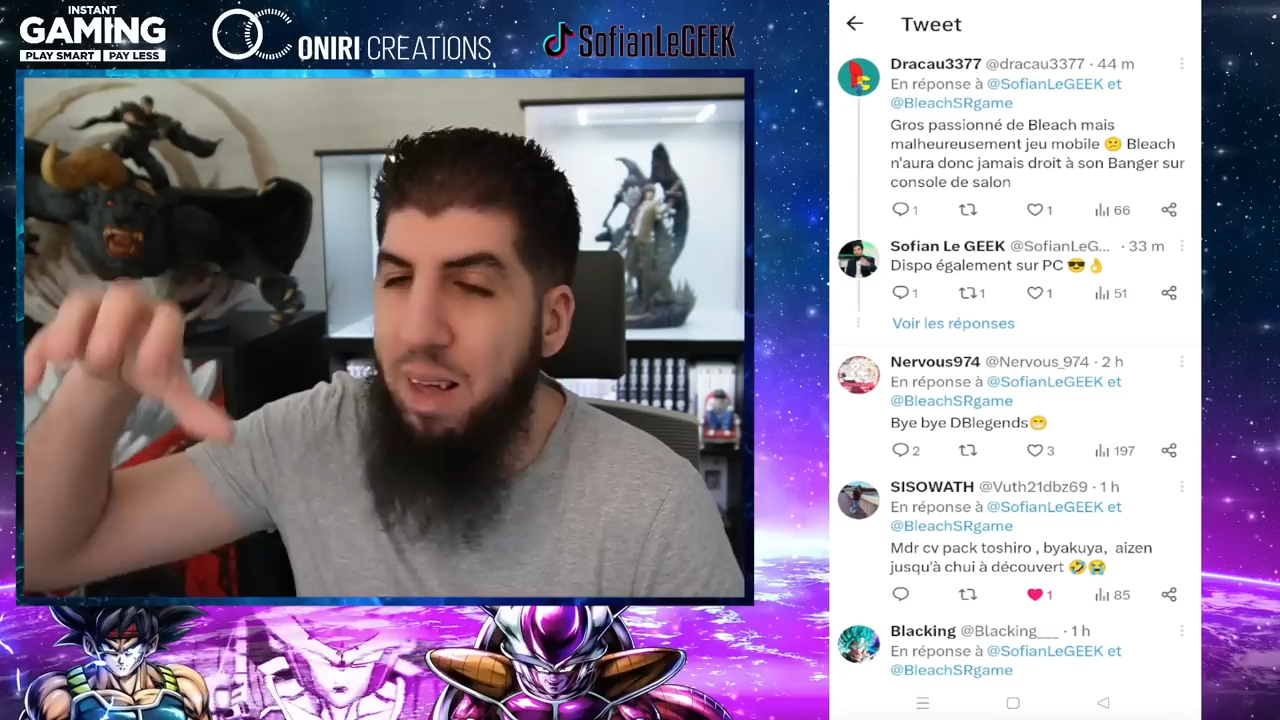 INSTANT
GAMING
PLAY SMART PAY LESS
ONIRI CREATIONS
SofianLeGEEK
Tweet
Dracau3377 @dracau3377 · 44 m
En réponse à @SofianLeGEEK et
@BleachSRgame
Gros passionné de Bleach mais
malheureusement jeu mobile 😕 Bleach
n'aura donc jamais droit à son Banger sur
console de salon
1 1 66
Sofian Le GEEK @SofianLeG... · 33 m
Dispo également sur PC 😎👌
1 1 1 51
Voir les réponses
Nervous974 @Nervous_974 · 2 h
En réponse à @SofianLeGEEK et
@BleachSRgame
Bye bye DBlegends😁
2 3 197
SISOWATH @Vuth21dbz69 · 1 h
En réponse à @SofianLeGEEK et
@BleachSRgame
Mdr cv pack toshiro , byakuya, aizen
jusqu'à chui à découvert 🤣😭
1 85
Blacking @Blacking___ · 1 h
En réponse à @SofianLeGEEK et
@BleachSRgame